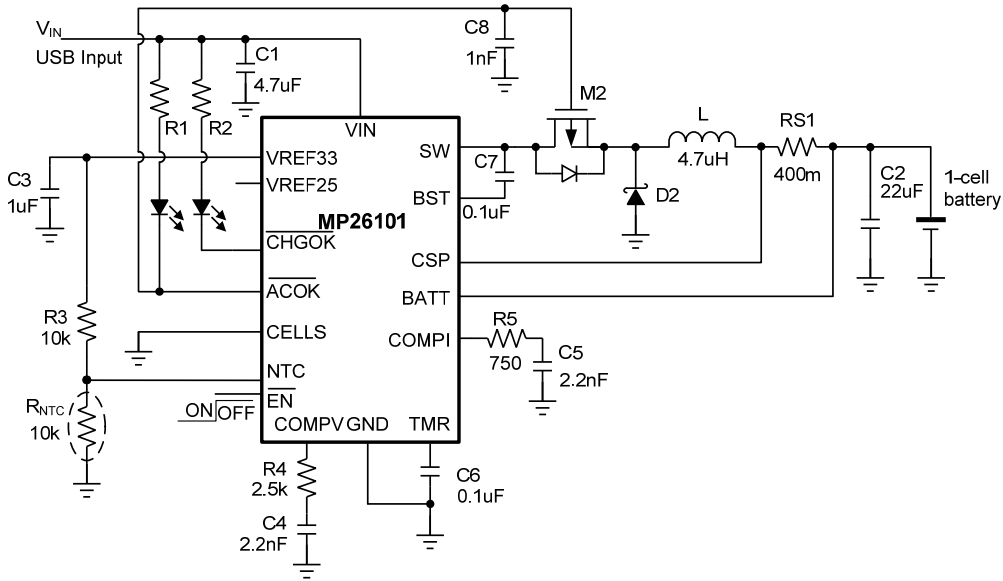 V_IN
USB Input
C1
4.7uF
R1
R2
C8
1nF
M2
L
4.7uH
RS1
400m
C2
22uF
1-cell
battery
C7
0.1uF
D2
C3
1uF
VIN
VREF33
VREF25
MP26101
CHGOK
ACOK
CELLS
NTC
EN
COMPV
GND
TMR
SW
BST
CSP
BATT
COMPI
R3
10k
R_NTC
10k
ON OFF
R5
750
C5
2.2nF
R4
2.5k
C4
2.2nF
C6
0.1uF